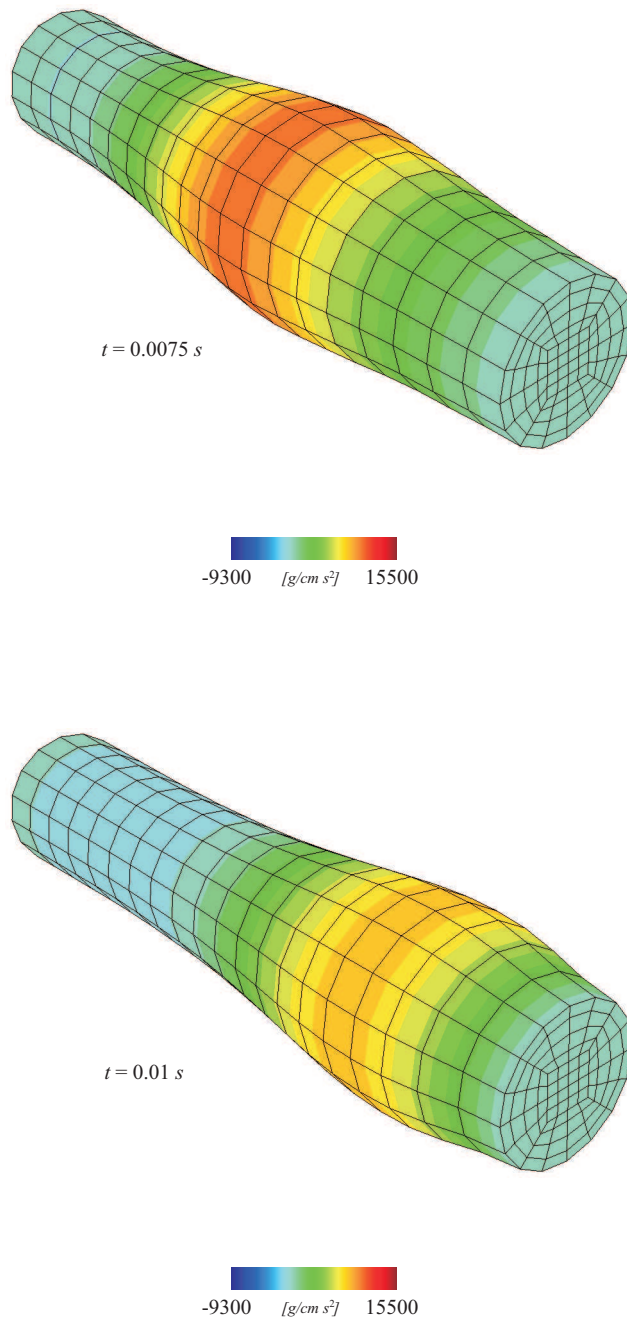 t = 0.0075 s
-9300 [g/cm s²] 15500
t = 0.01 s
-9300 [g/cm s²] 15500